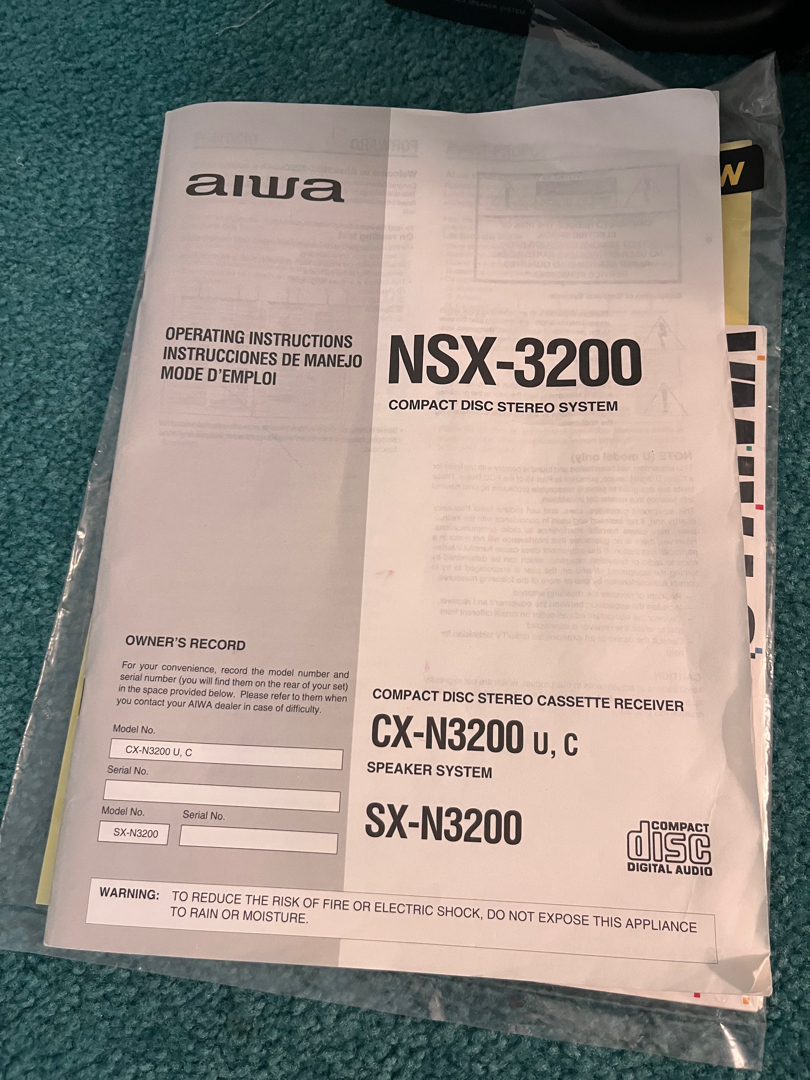 SPEAKER SYSTEM
W
aiwa
OPERATING INSTRUCTIONS
INSTRUCCIONES DE MANEJO
MODE D'EMPLOI
NSX-3200
COMPACT DISC STEREO SYSTEM
OWNER'S RECORD
For your convenience, record the model number and
serial number (you will find them on the rear of your set)
in the space provided below. Please refer to them when
you contact your AIWA dealer in case of difficulty.
Model No.
CX-N3200 U, C
Serial No.
Model No.
Serial No.
SX-N3200
COMPACT DISC STEREO CASSETTE RECEIVER
CX-N3200 U, C
SPEAKER SYSTEM
SX-N3200
COMPACT
disc
DIGITAL AUDIO
WARNING: TO REDUCE THE RISK OF FIRE OR ELECTRIC SHOCK, DO NOT EXPOSE THIS APPLIANCE
TO RAIN OR MOISTURE.